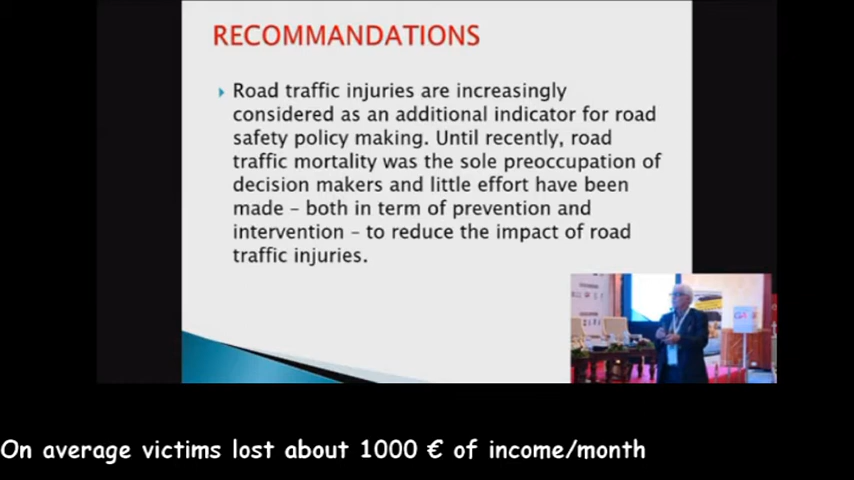 RECOMMANDATIONS
Road traffic injuries are increasingly
considered as an additional indicator for road
safety policy making. Until recently, road
traffic mortality was the sole preoccupation of
decision makers and little effort have been
made – both in term of prevention and
intervention – to reduce the impact of road
traffic injuries.
On average victims lost about 1000 € of income/month